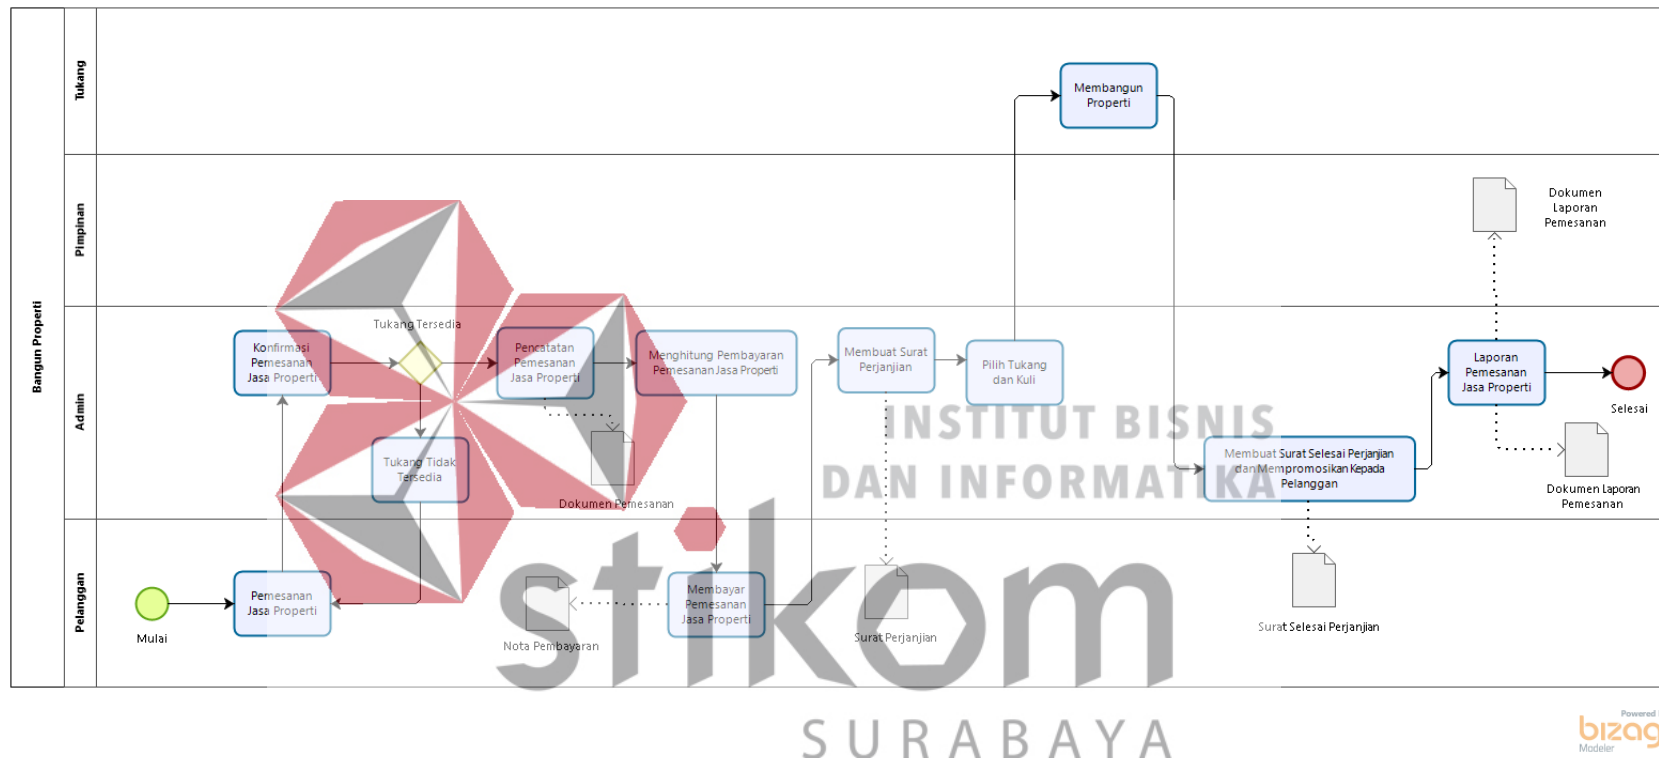 Bangun Properti
Tukang
Membangun
Properti
Pimpinan
Dokumen
Laporan
Pemesanan
Admin
Konfirmasi
Pemesanan
Jasa Properti
Tukang Tersedia
Tukang Tidak
Tersedia
Pencatatan
Pemesanan
Jasa Properti
Dokumen Pemesanan
Menghitung Pembayaran
Pemesanan Jasa Properti
Membuat Surat
Perjanjian
Pilih Tukang
dan Kuli
Membuat Surat Selesai Perjanjian
dan Mempromosikan Kepada
Pelanggan
Laporan
Pemesanan
Jasa Properti
Selesai
Dokumen Laporan
Pemesanan
Pelanggan
Mulai
Pemesanan
Jasa Properti
Nota Pembayaran
Membayar
Pemesanan
Jasa Properti
Surat Perjanjian
Surat Selesai Perjanjian
INSTITUT BISNIS
DAN INFORMATIKA
stikom
SURABAYA
Powered
bizag
Modeler